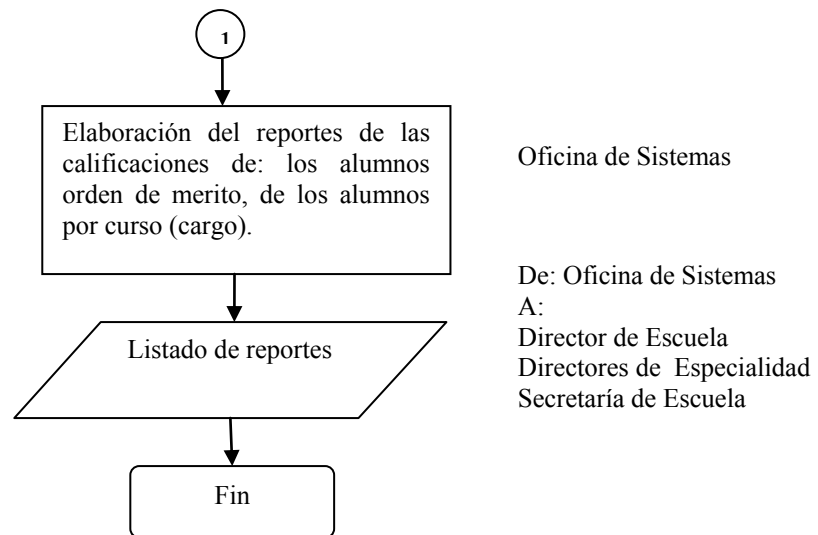 1
Elaboración del reportes de las
calificaciones de: los alumnos
orden de merito, de los alumnos
por curso (cargo).
Oficina de Sistemas
De: Oficina de Sistemas
A:
Director de Escuela
Directores de Especialidad
Secretaría de Escuela
Listado de reportes
Fin